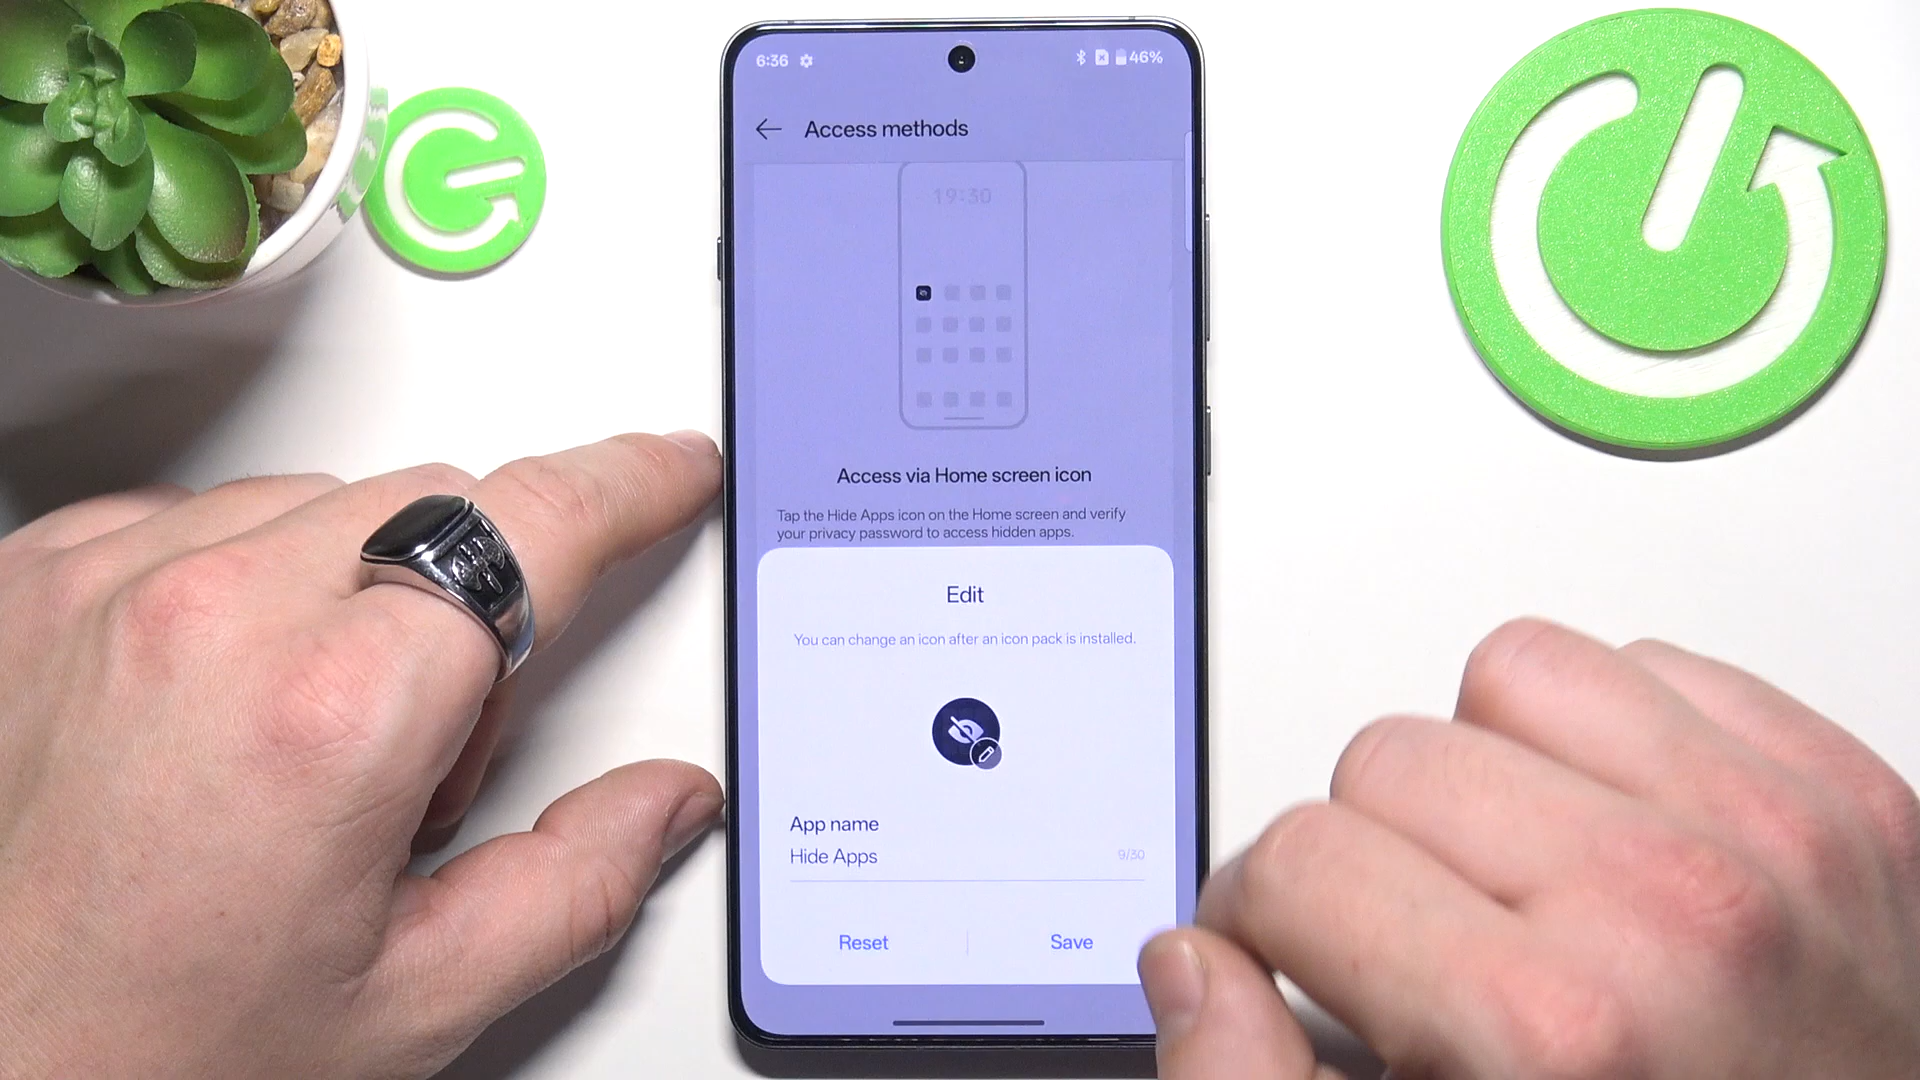 6:36
46%
Access methods
19:30
Access via Home screen icon
Tap the Hide Apps icon on the Home screen and verify
your privacy password to access hidden apps.
Edit
You can change an icon after an icon pack is installed.
App name
Hide Apps
9/30
Reset
Save